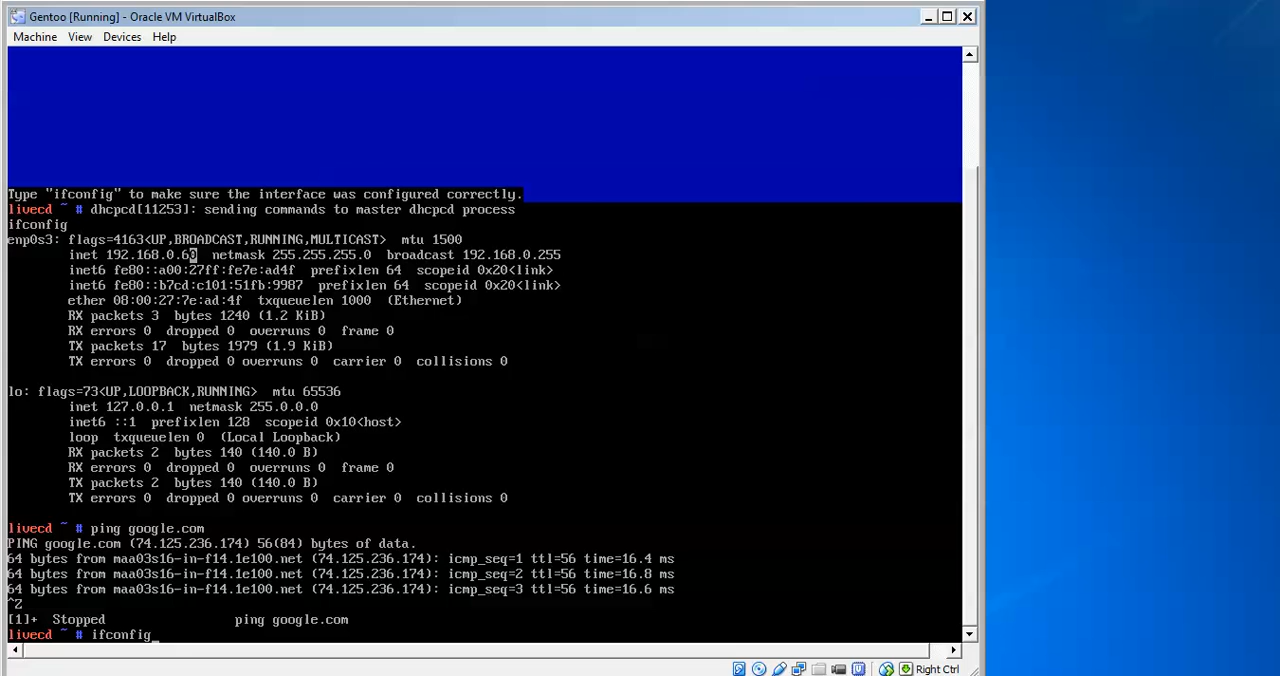 Gentoo [Running] - Oracle VM VirtualBox
Machine View Devices Help
Type "ifconfig" to make sure the interface was configured correctly.
livecd ~ # dhcpcd[11253]: sending commands to master dhcpcd process
ifconfig
enp0s3: flags=4163<UP,BROADCAST,RUNNING,MULTICAST>  mtu 1500
        inet 192.168.0.60  netmask 255.255.255.0  broadcast 192.168.0.255
        inet6 fe80::a00:27ff:fe7e:ad4f  prefixlen 64  scopeid 0x20<link>
        inet6 fe80::b7cd:c101:51fb:9987  prefixlen 64  scopeid 0x20<link>
        ether 08:00:27:7e:ad:4f  txqueuelen 1000  (Ethernet)
        RX packets 3  bytes 1240 (1.2 KiB)
        RX errors 0  dropped 0  overruns 0  frame 0
        TX packets 17  bytes 1979 (1.9 KiB)
        TX errors 0  dropped 0 overruns 0  carrier 0  collisions 0
lo: flags=73<UP,LOOPBACK,RUNNING>  mtu 65536
        inet 127.0.0.1  netmask 255.0.0.0
        inet6 ::1  prefixlen 128  scopeid 0x10<host>
        loop  txqueuelen 0  (Local Loopback)
        RX packets 2  bytes 140 (140.0 B)
        RX errors 0  dropped 0  overruns 0  frame 0
        TX packets 2  bytes 140 (140.0 B)
        TX errors 0  dropped 0 overruns 0  carrier 0  collisions 0
livecd ~ # ping google.com
PING google.com (74.125.236.174) 56(84) bytes of data.
64 bytes from maa03s16-in-f14.1e100.net (74.125.236.174): icmp_seq=1 ttl=56 time=16.4 ms
64 bytes from maa03s16-in-f14.1e100.net (74.125.236.174): icmp_seq=2 ttl=56 time=16.8 ms
64 bytes from maa03s16-in-f14.1e100.net (74.125.236.174): icmp_seq=3 ttl=56 time=16.6 ms
^Z
[1]+  Stopped                 ping google.com
livecd ~ # ifconfig_
Right Ctrl